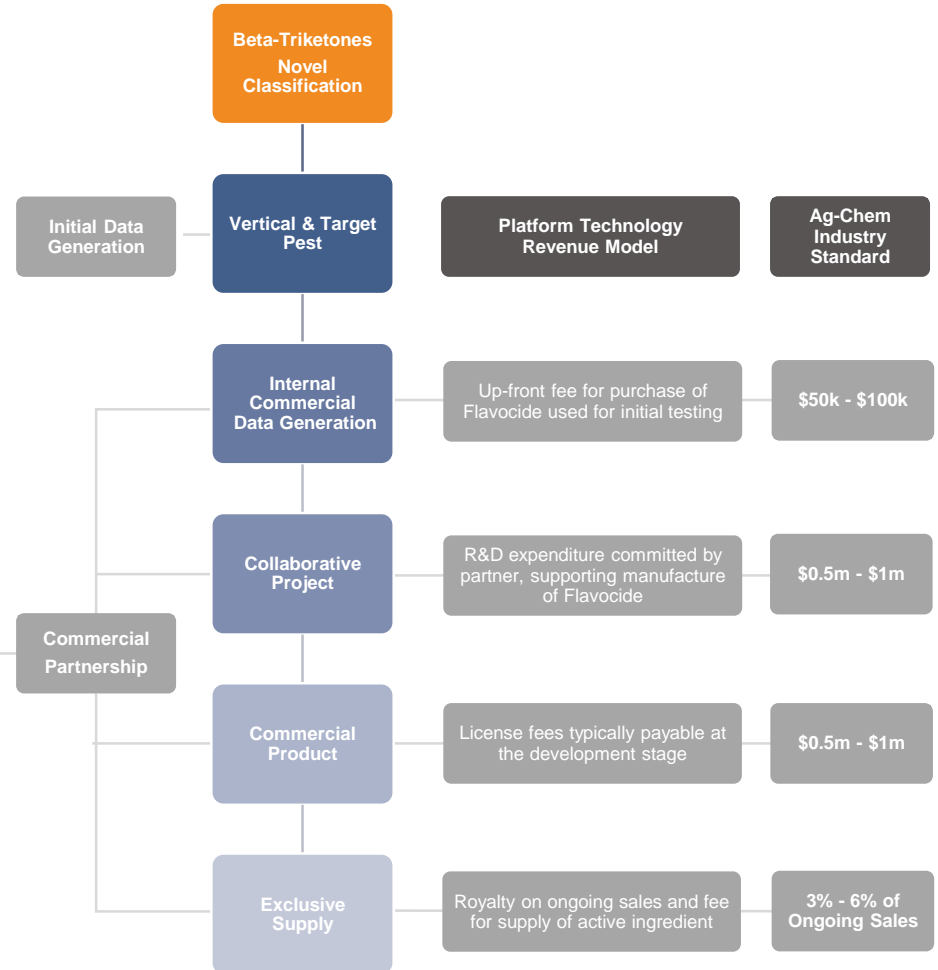 Beta-Triketones
Novel
Classification
Initial Data
Generation
Vertical & Target
Pest
Platform Technology
Revenue Model
Ag-Chem
Industry
Standard
Internal
Commercial
Data Generation
Up-front fee for purchase of
Flavocide used for initial testing
$50k - $100k
Collaborative
Project
R&D expenditure committed by
partner, supporting manufacture
of Flavocide
$0.5m - $1m
Commercial
Partnership
Commercial
Product
License fees typically payable at
the development stage
$0.5m - $1m
Exclusive
Supply
Royalty on ongoing sales and fee
for supply of active ingredient
3% - 6% of
Ongoing Sales